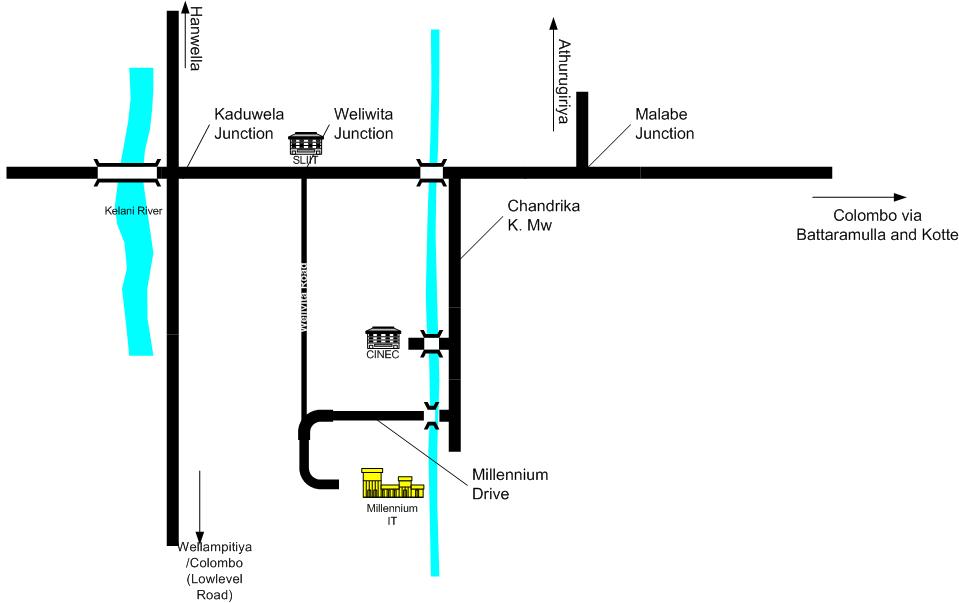 Hanwella
Athurugiriya
Kaduwela
Junction
Weliwita
Junction
Malabe
Junction
SLIIT
Kelani River
Chandrika
K. Mw
Colombo via
Battaramulla and Kotte
Welivita Road
CINEC
Millennium
Drive
Millennium
IT
Wellampitiya
/Colombo
(Lowlevel
Road)